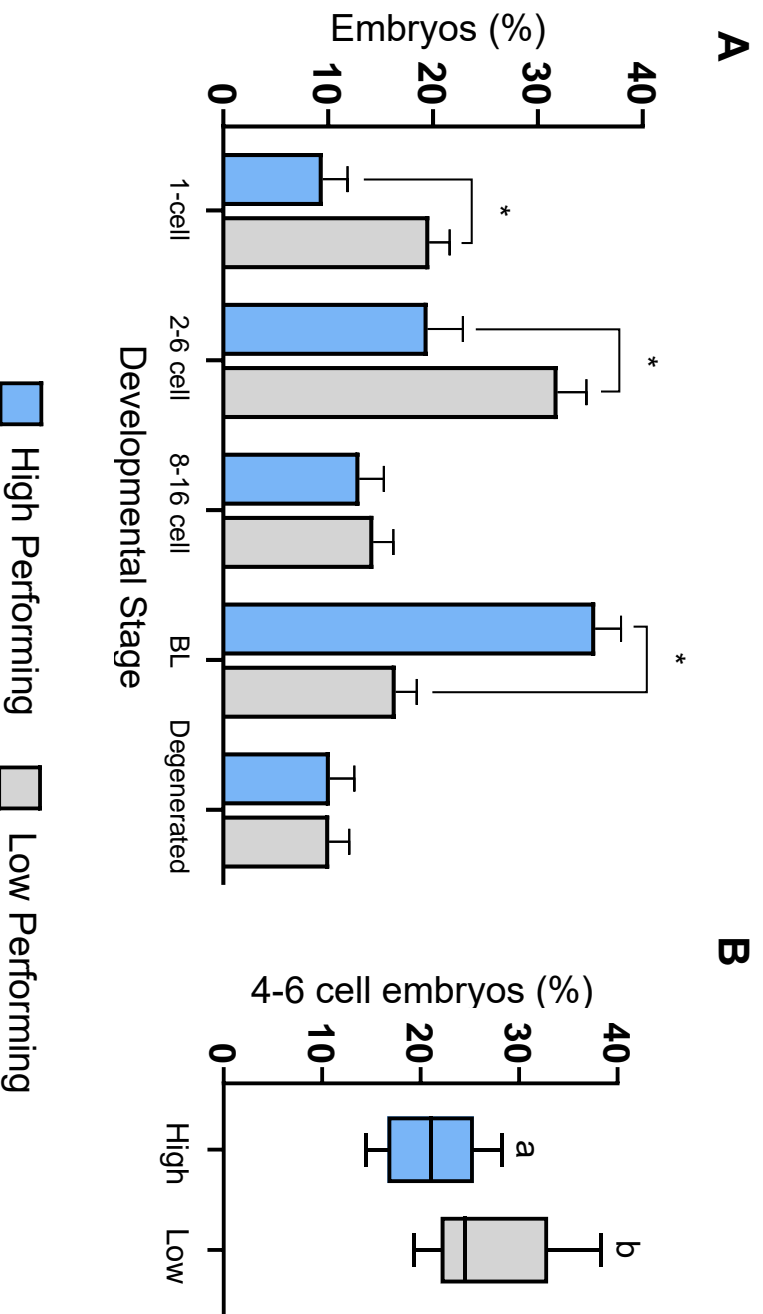 A
Embryos (%)
40
30
20
10
0
*
*
*
1-cell
2-6 cell
8-16 cell
BL
Degenerated
Developmental Stage
High Performing
Low Performing
B
4-6 cell embryos (%)
40
30
20
10
0
a
b
High
Low